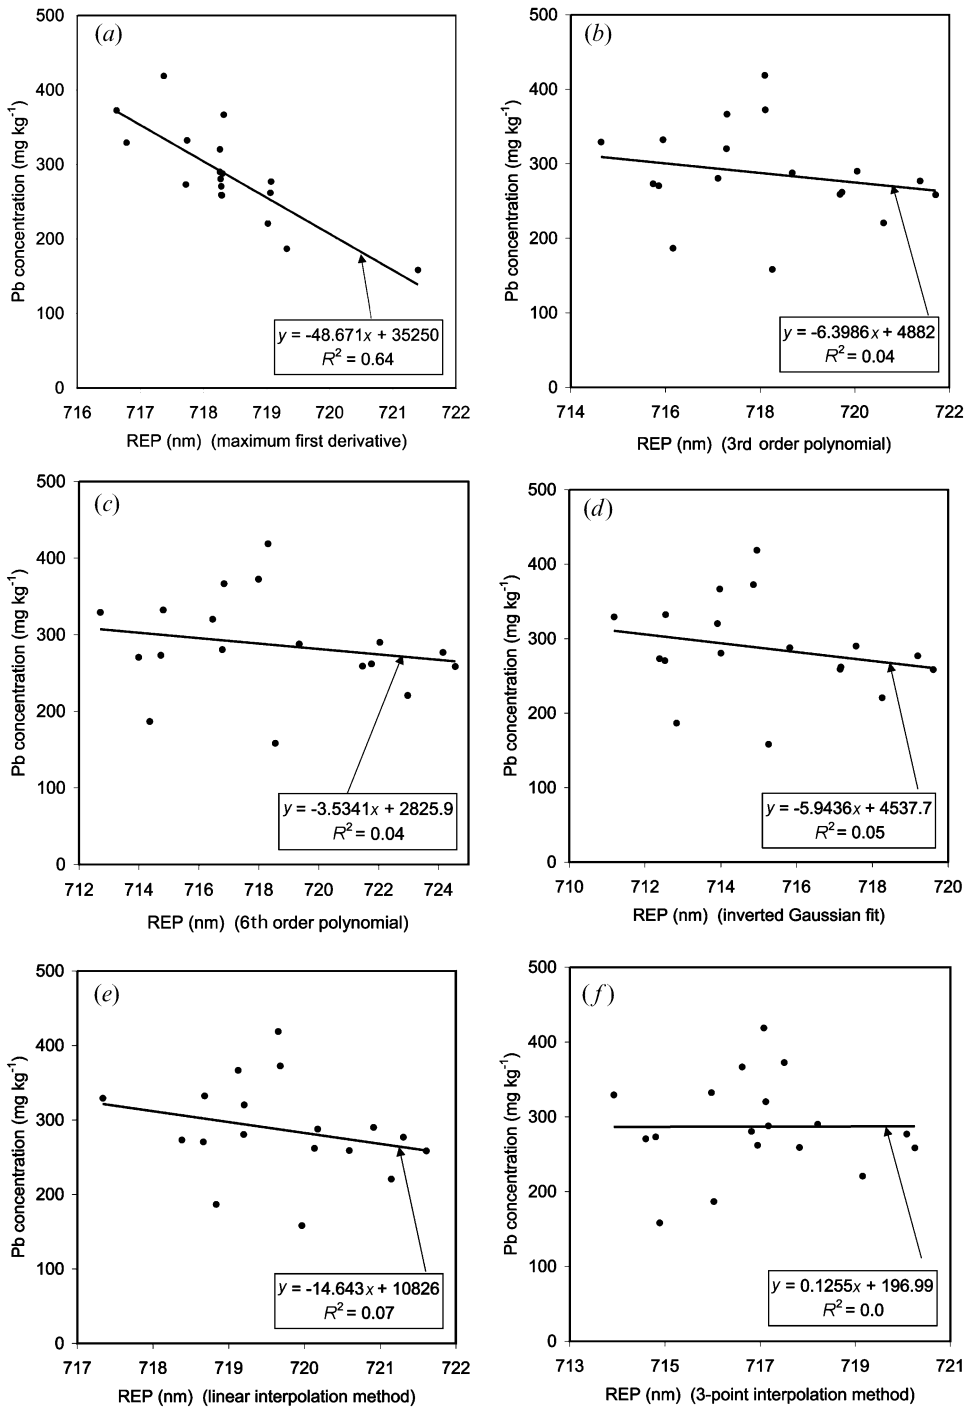 (a)
500
400
300
200
100
0
Pb concentration (mg kg⁻¹)
y = -48.671x + 35250
R² = 0.64
716 717 718 719 720 721 722
REP (nm) (maximum first derivative)
(b)
500
400
300
200
100
0
Pb concentration (mg kg⁻¹)
y = -6.3986x + 4882
R² = 0.04
714 716 718 720 722
REP (nm) (3rd order polynomial)
(c)
500
400
300
200
100
0
Pb concentration (mg kg⁻¹)
y = -3.5341x + 2825.9
R² = 0.04
712 714 716 718 720 722 724
REP (nm) (6th order polynomial)
(d)
500
400
300
200
100
0
Pb concentration (mg kg⁻¹)
y = -5.9436x + 4537.7
R² = 0.05
710 712 714 716 718 720
REP (nm) (inverted Gaussian fit)
(e)
500
400
300
200
100
0
Pb concentration (mg kg⁻¹)
y = -14.643x + 10826
R² = 0.07
717 718 719 720 721 722
REP (nm) (linear interpolation method)
(f)
500
400
300
200
100
0
Pb concentration (mg kg⁻¹)
y = 0.1255x + 196.99
R² = 0.0
713 715 717 719 721
REP (nm) (3-point interpolation method)